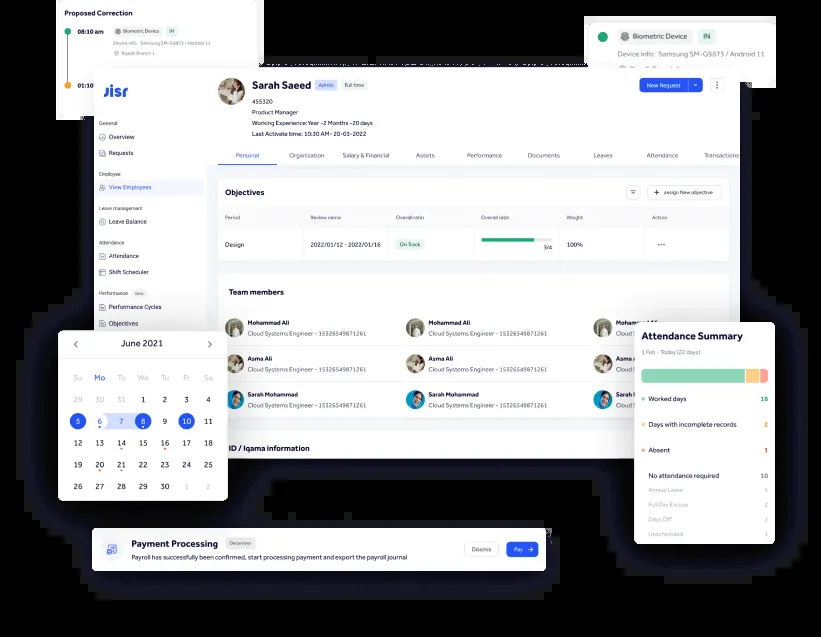 Proposed Correction
08:10 am
Biometric Device
IN
Device info: Samsung SM-G9873 / Android 11
Riyadh Branch 1
01:10
Biometric Device
IN
Device info: Samsung SM-G9873 / Android 11
jisr
General
Overview
Requests
Employee
View Employees
Leave management
Leave Balance
Attendance
Attendance
Shift Scheduler
Performance
Beta
Performance Cycles
Objectives
Sarah Saeed
Admin
Full time
455320
Product Manager
Working Experience:Year -2 Months -20 days
Last Activate time: 10:30 AM- 20-03-2022
New Request
Personal
Organization
Salary & Financial
Assets
Performance
Documents
Leaves
Attendance
Transactions
Objectives
assign New objective
Period
Review name
Overall ratin
Overall ratin
Weight
Action
Design
2022/01/12 - 2022/01/16
On Track
3/4
100%
Team members
Mohammad Ali
Cloud Systems Engineer - 15326549871261
Mohammad Ali
Cloud Systems Engineer - 15326549871261
Mohammad Ali
Cloud
Asma Ali
Cloud Systems Engineer - 15326549871261
Asma Ali
Cloud Systems Engineer - 15326549871261
Asma
Cloud
Sarah Mohammad
Cloud Systems Engineer - 15326549871261
Sarah Mohammad
Cloud Systems Engineer - 15326549871261
Sarah
Cloud
ID / Iqama information
June 2021
Su Mo Tu We Tu Fr Sa
29 30 31 1 2 3 4
5 6 7 8 9 10 11
12 13 14 15 16 17 18
19 20 21 22 23 24 25
26 27 28 29 30 1 2
Attendance Summary
1 Feb - Today (22 days)
Worked days 18
Days with incomplete records 2
Absent 1
No attendance required 10
Annual Leave 5
Full Day Excuse 2
Days Off 2
Unscheduled 1
Payment Processing
December
Payroll has successfully been confirmed, start processing payment and export the payroll journal
Dismiss
Pay